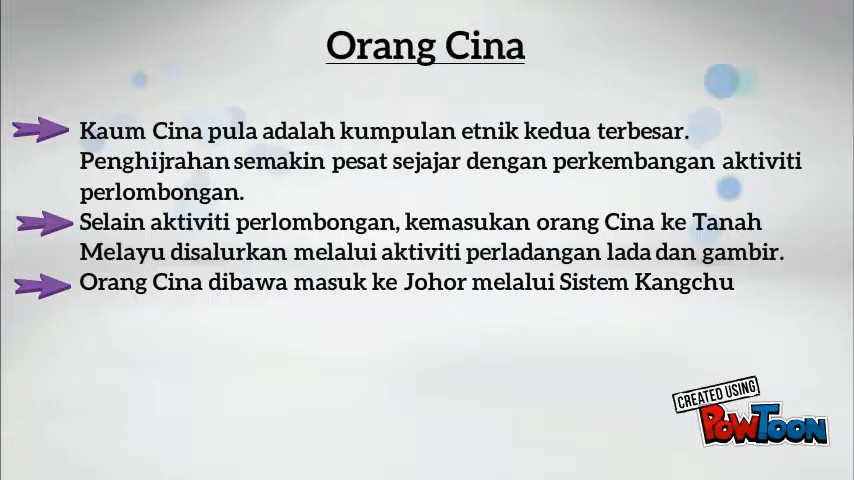 Orang Cina
Kaum Cina pula adalah kumpulan etnik kedua terbesar.
Penghijrahan semakin pesat sejajar dengan perkembangan aktiviti
perlombongan.
Selain aktiviti perlombongan, kemasukan orang Cina ke Tanah
Melayu disalurkan melalui aktiviti perladangan lada dan gambir.
Orang Cina dibawa masuk ke Johor melalui Sistem Kangchu
CREATED USING
POWTOON